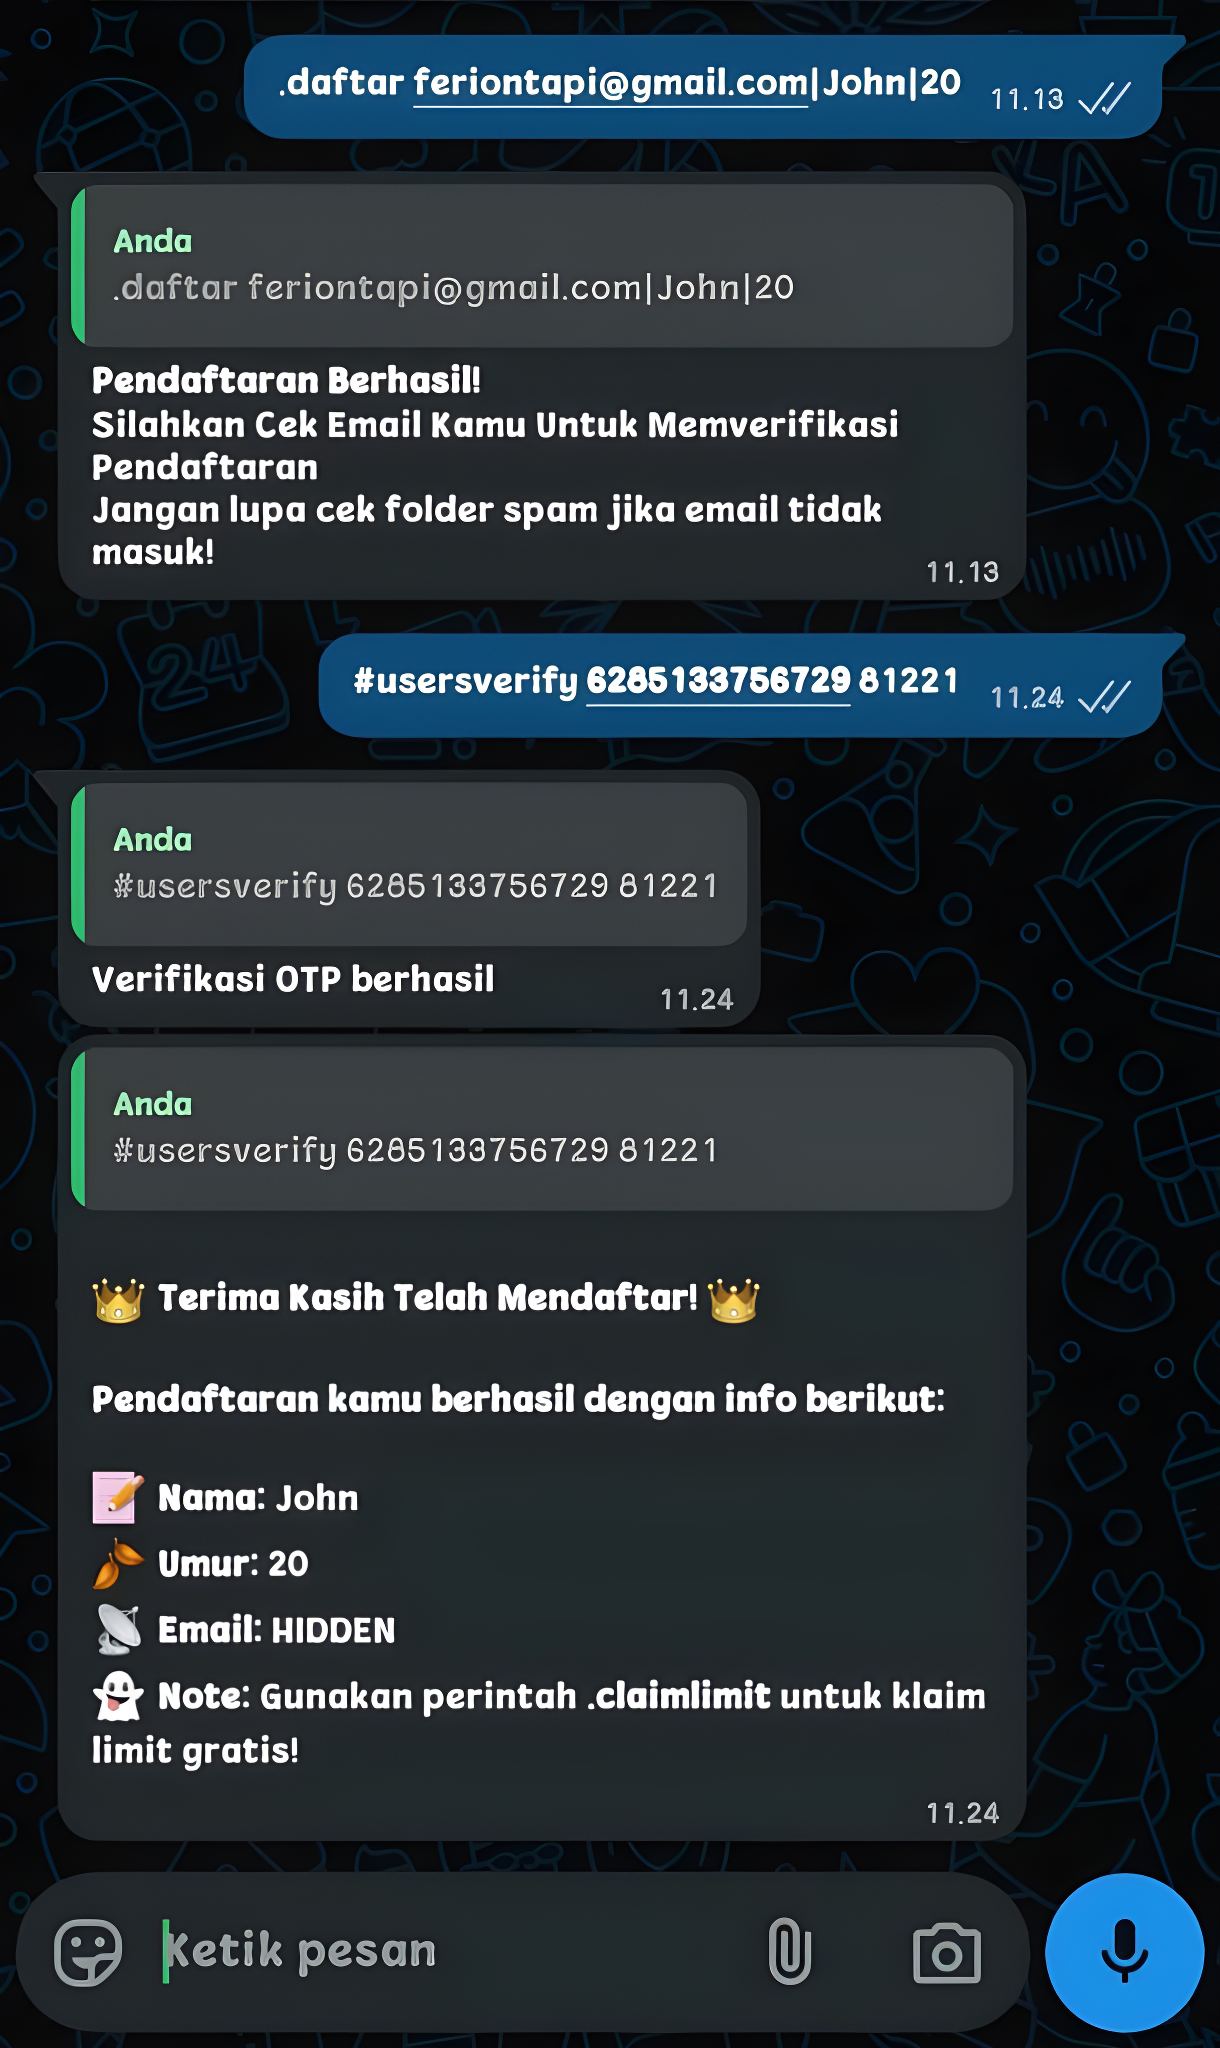 .daftar feriontapi@gmail.com|John|20
11.13
Anda
.daftar feriontapi@gmail.com|John|20
Pendaftaran Berhasil!
Silahkan Cek Email Kamu Untuk Memverifikasi
Pendaftaran
Jangan lupa cek folder spam jika email tidak
masuk!
11.13
#usersverify 6285133756729 81221
11.24
Anda
#usersverify 6285133756729 81221
Verifikasi OTP berhasil
11.24
Anda
#usersverify 6285133756729 81221
👑 Terima Kasih Telah Mendaftar! 👑
Pendaftaran kamu berhasil dengan info berikut:
📝 Nama: John
🍂 Umur: 20
📡 Email: HIDDEN
👻 Note: Gunakan perintah .claimlimit untuk klaim
limit gratis!
11.24
Ketik pesan